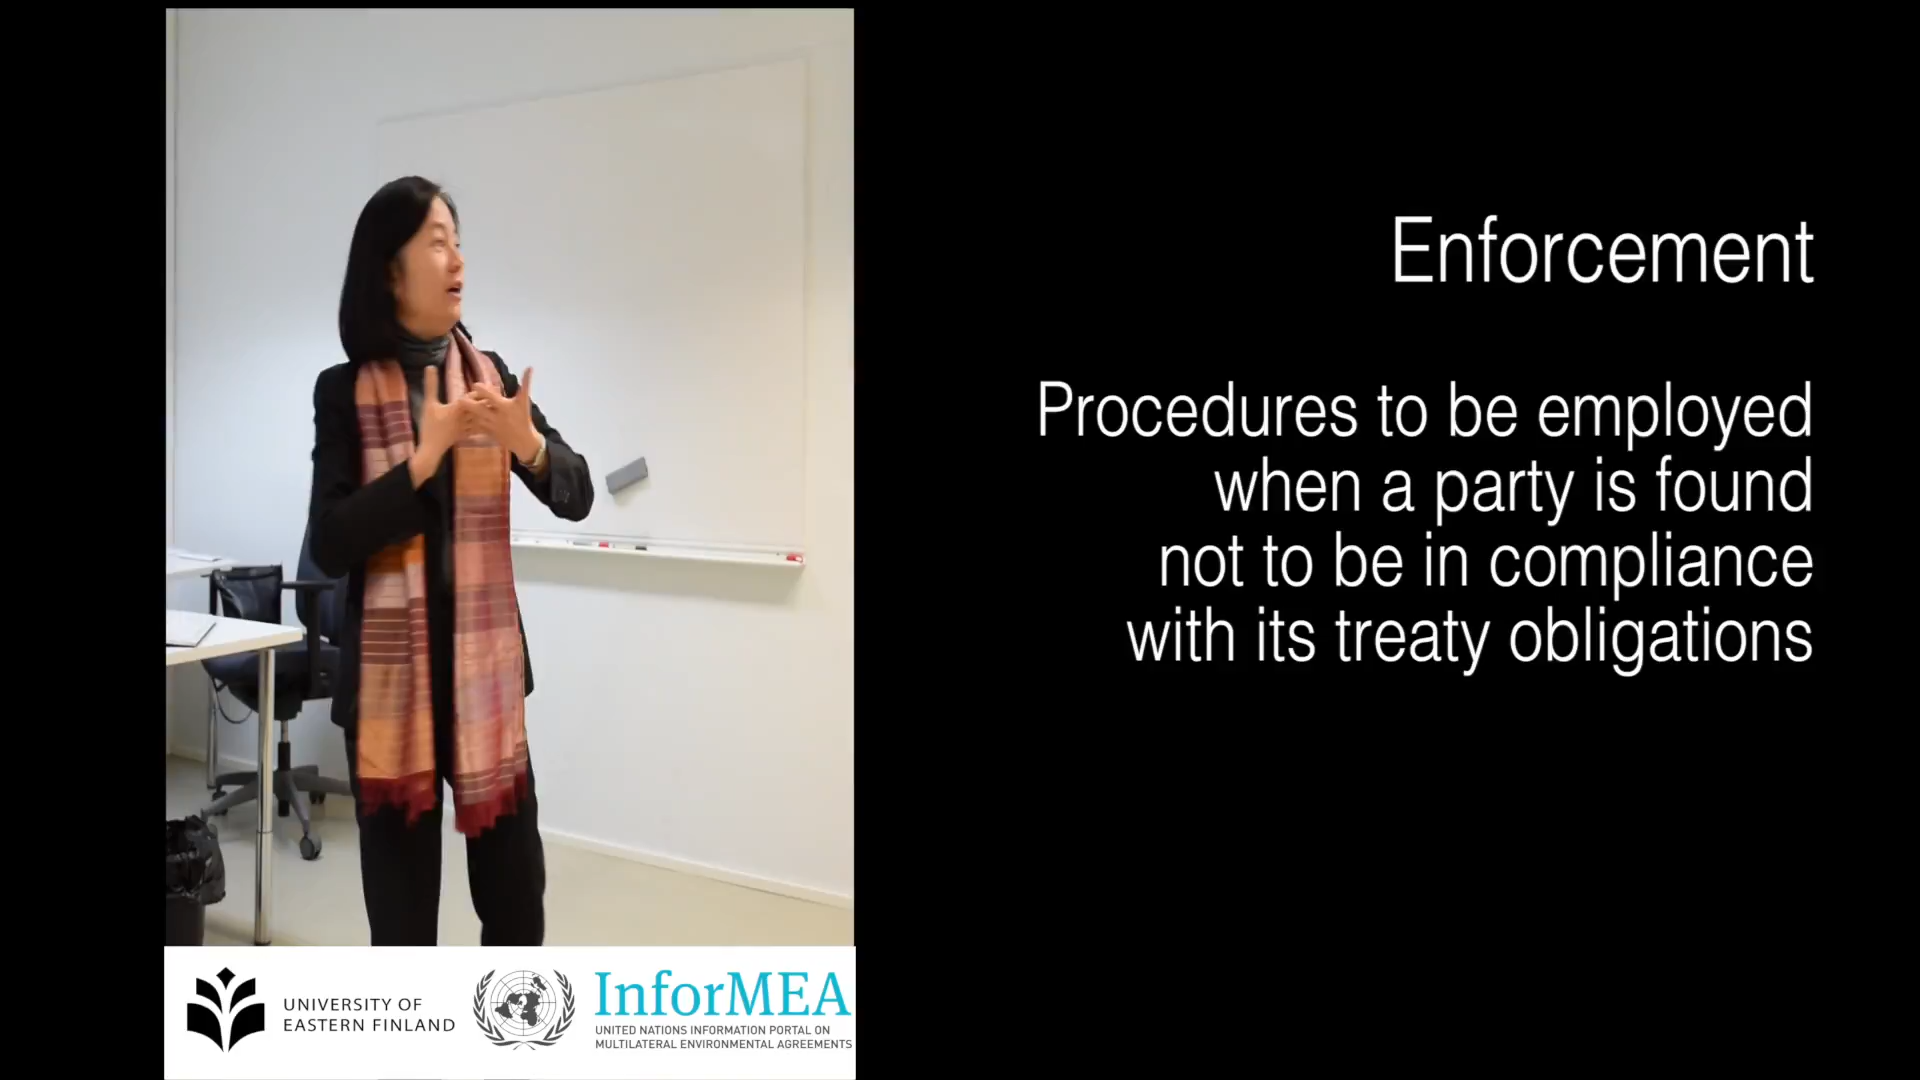 Enforcement
Procedures to be employed
when a party is found
not to be in compliance
with its treaty obligations
UNIVERSITY OF
EASTERN FINLAND
InforMEA
UNITED NATIONS INFORMATION PORTAL ON
MULTILATERAL ENVIRONMENTAL AGREEMENTS